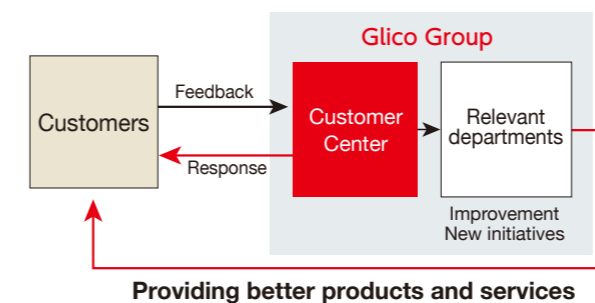 Glico Group
Customers
Feedback
Response
Customer
Center
Relevant
departments
Improvement
New initiatives
Providing better products and services